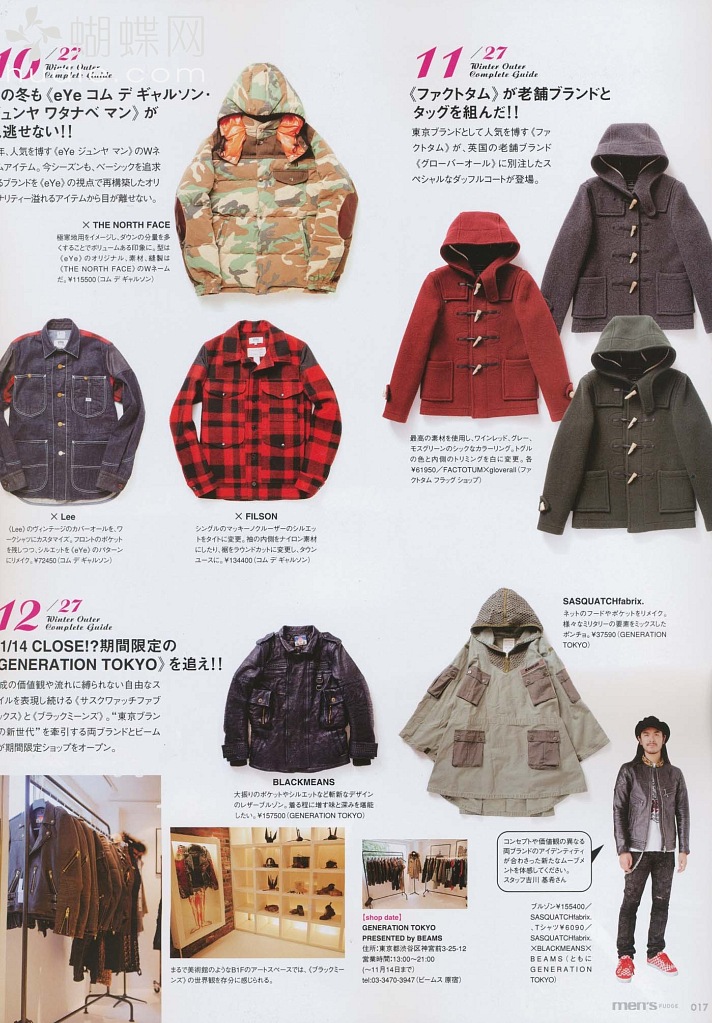 蝴蝶网
10/27
Winter Outer
Complete Guide
の冬も《eYe コム デ ギャルソン・
ュンヤ ワタナベ マン》が
逃せない!!
年、人気を博す《eYe ジュンヤ マン》のWネ
ムアイテム。今シーズンも、ベーシックを追求
るブランドを《eYe》の視点で再構築したオリ
ナリティー溢れるアイテムから目が離せない。
× THE NORTH FACE
極寒地用をイメージし、ダウンの分量を多
くすることでボリュームある印象に。型は
《eYe》のオリジナル、素材、縫製は
《THE NORTH FACE》のWネーム
だ。¥115500(コム デ ギャルソン)
× Lee
《Lee》のヴィンテージのカバーオールを、ワ
ークシャツにカスタマイズ。フロントのポケット
を残しつつ、シルエットを《eYe》のパターン
にリメイク。¥72450(コム デ ギャルソン)
× FILSON
シングルのマッキーノクルーザーのシルエッ
トをタイトに変更。袖の内側をナイロン素材
にしたり、裾をラウンドカットに変更し、タウン
ユースに。¥134400(コム デ ギャルソン)
11/27
Winter Outer
Complete Guide
《ファクトタム》が老舗ブランドと
タッグを組んだ!!
東京ブランドとして人気を博す《ファ
クトタム》が、英国の老舗ブランド
《グローバーオール》に別注したス
ペシャルなダッフルコートが登場。
最高の素材を使用し、ワインレッド、グレー、
モスグリーンのシックなカラーリング。トグル
の色と内側のトリミングを白に変更。各
¥61950/FACTOTUM×gloverall(ファ
クトタム フラッグ ショップ)
12/27
Winter Outer
Complete Guide
1/14 CLOSE!?期間限定の
GENERATION TOKYO》を追え!!
成の価値観や流れに縛られない自由なス
イルを表現し続ける《サスクワァッチファブ
ックス》と《ブラックミーンズ》。“東京ブラン
の新世代”を牽引する両ブランドとビーム
が期間限定ショップをオープン。
BLACKMEANS
大振りのポケットやシルエットなど斬新なデザイン
のレザーブルゾン。着る程に増す味と深みを堪能
したい。¥157500(GENERATION TOKYO)
SASQUATCHfabrix.
ネットのフードやポケットをリメイク。
様々なミリタリーの要素をミックスした
ポンチョ。¥37590(GENERATION
TOKYO)
まるで美術館のようなB1Fのアートスペースでは、《ブラックミー
ンズ》の世界観を存分に感じられる。
[shop date]
GENERATION TOKYO
PRESENTED by BEAMS
住所:東京都渋谷区神宮前3-25-12
営業時間:13:00〜21:00
(〜11月14日まで)
tel:03-3470-3947(ビームス 原宿)
コンセプトや価値観の異なる
両ブランドのアイデンティティ
が合わさった新たなムーブメ
ントを体感してください。
スタッフ吉川 基希さん
ブルゾン¥155400/
SASQUATCHfabrix.
、Tシャツ¥6090/
SASQUATCHfabrix.
×BLACKMEANS×
BEAMS(ともに
GENERATION
TOKYO)
men's FUDGE 017